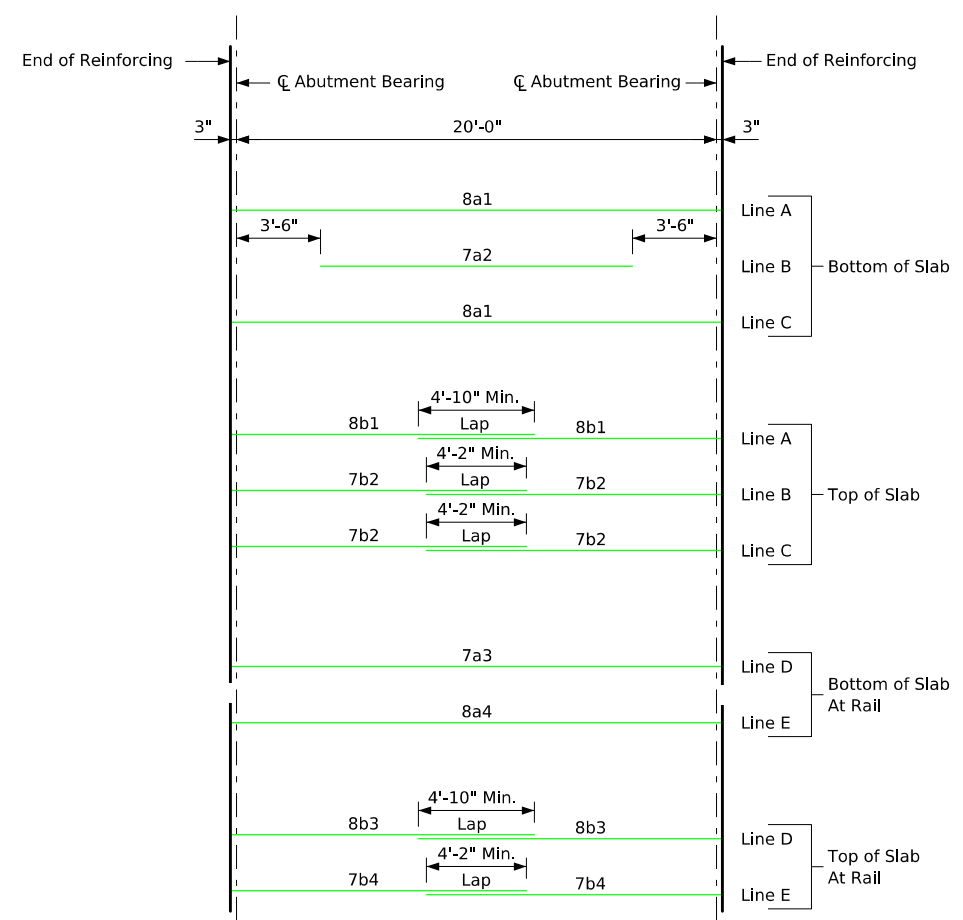 End of Reinforcing
End of Reinforcing
℄ Abutment Bearing
℄ Abutment Bearing
3"
20'-0"
3"
8a1
Line A
3'-6"
3'-6"
7a2
Line B
Bottom of Slab
8a1
Line C
4'-10" Min.
8b1
Lap
8b1
Line A
4'-2" Min.
7b2
Lap
7b2
Line B
Top of Slab
4'-2" Min.
7b2
Lap
7b2
Line C
7a3
Line D
Bottom of Slab
At Rail
8a4
Line E
4'-10" Min.
8b3
Lap
8b3
Line D
4'-2" Min.
Top of Slab
At Rail
7b4
Lap
7b4
Line E